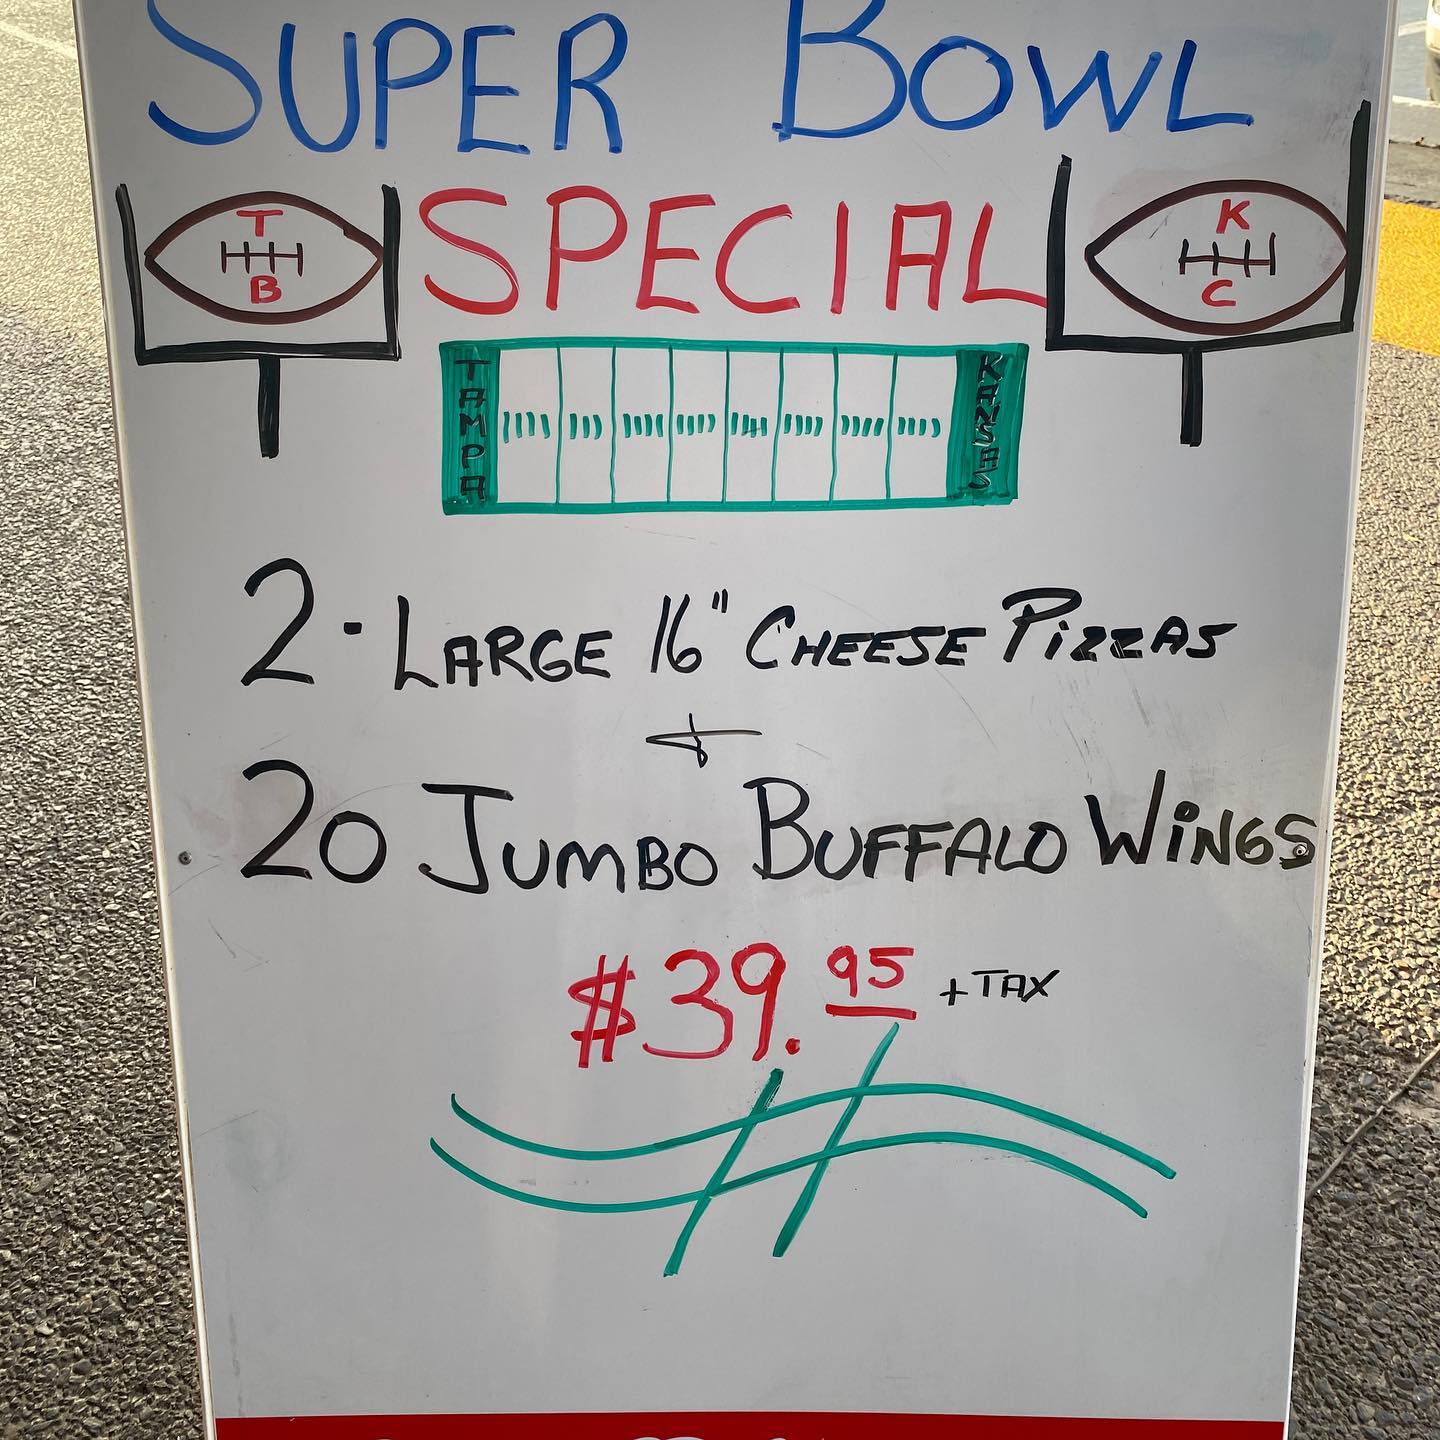 SUPER BOWL
T
B
SPECIAL
K
C
TAMPA
KANSAS
2- LARGE 16" CHEESE PIZZAS
+
20 JUMBO BUFFALO WINGS
$39.95 + TAX